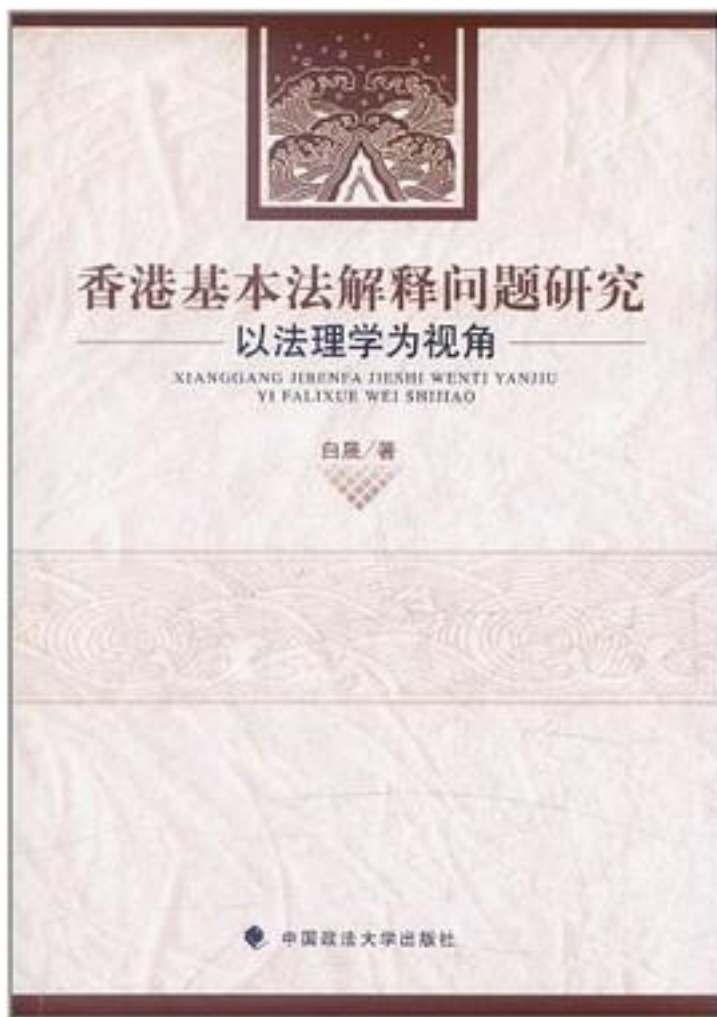 香港基本法解释问题研究
以法理学为视角
XIANGGANG JIBENFA JIESHI WENTI YANJIU
YI FALIXUE WEI SHIJIAO
白晟/著
中国政法大学出版社